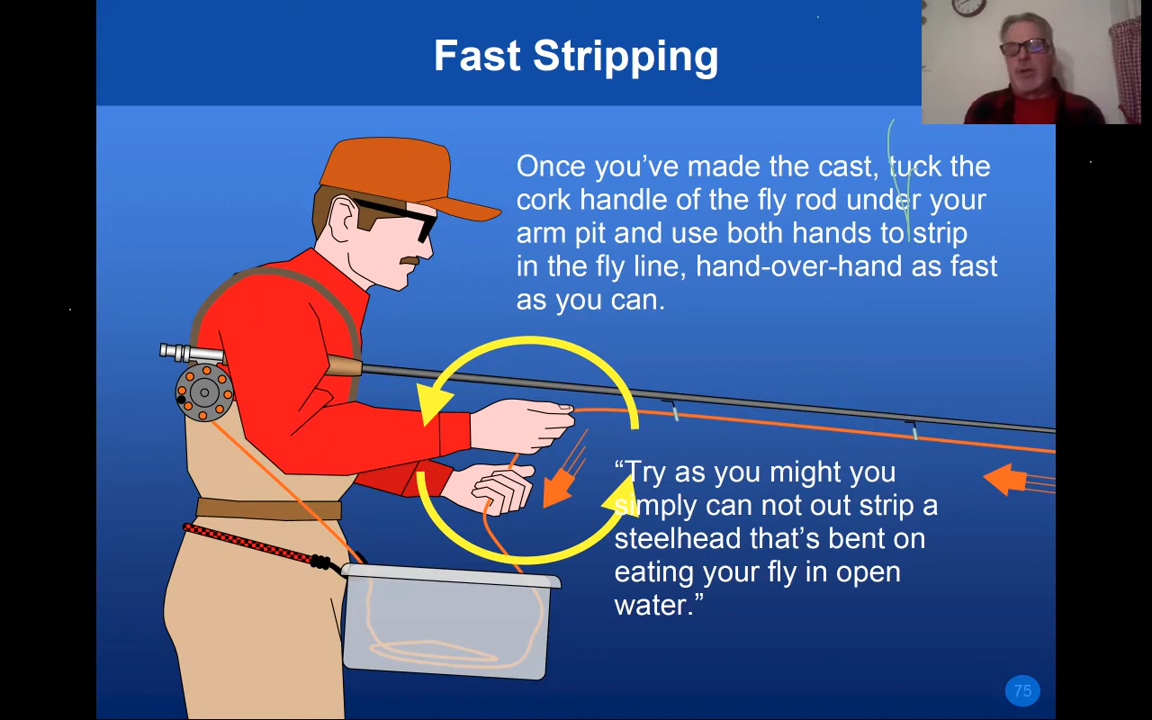 Fast Stripping
Once you’ve made the cast, tuck the
cork handle of the fly rod under your
arm pit and use both hands to strip
in the fly line, hand-over-hand as fast
as you can.
“Try as you might you
simply can not out strip a
steelhead that’s bent on
eating your fly in open
water.”
75